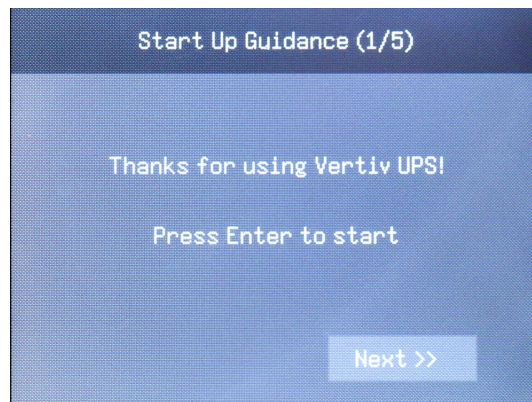 Start Up Guidance (1/5)
Thanks for using Vertiv UPS!
Press Enter to start
Next >>